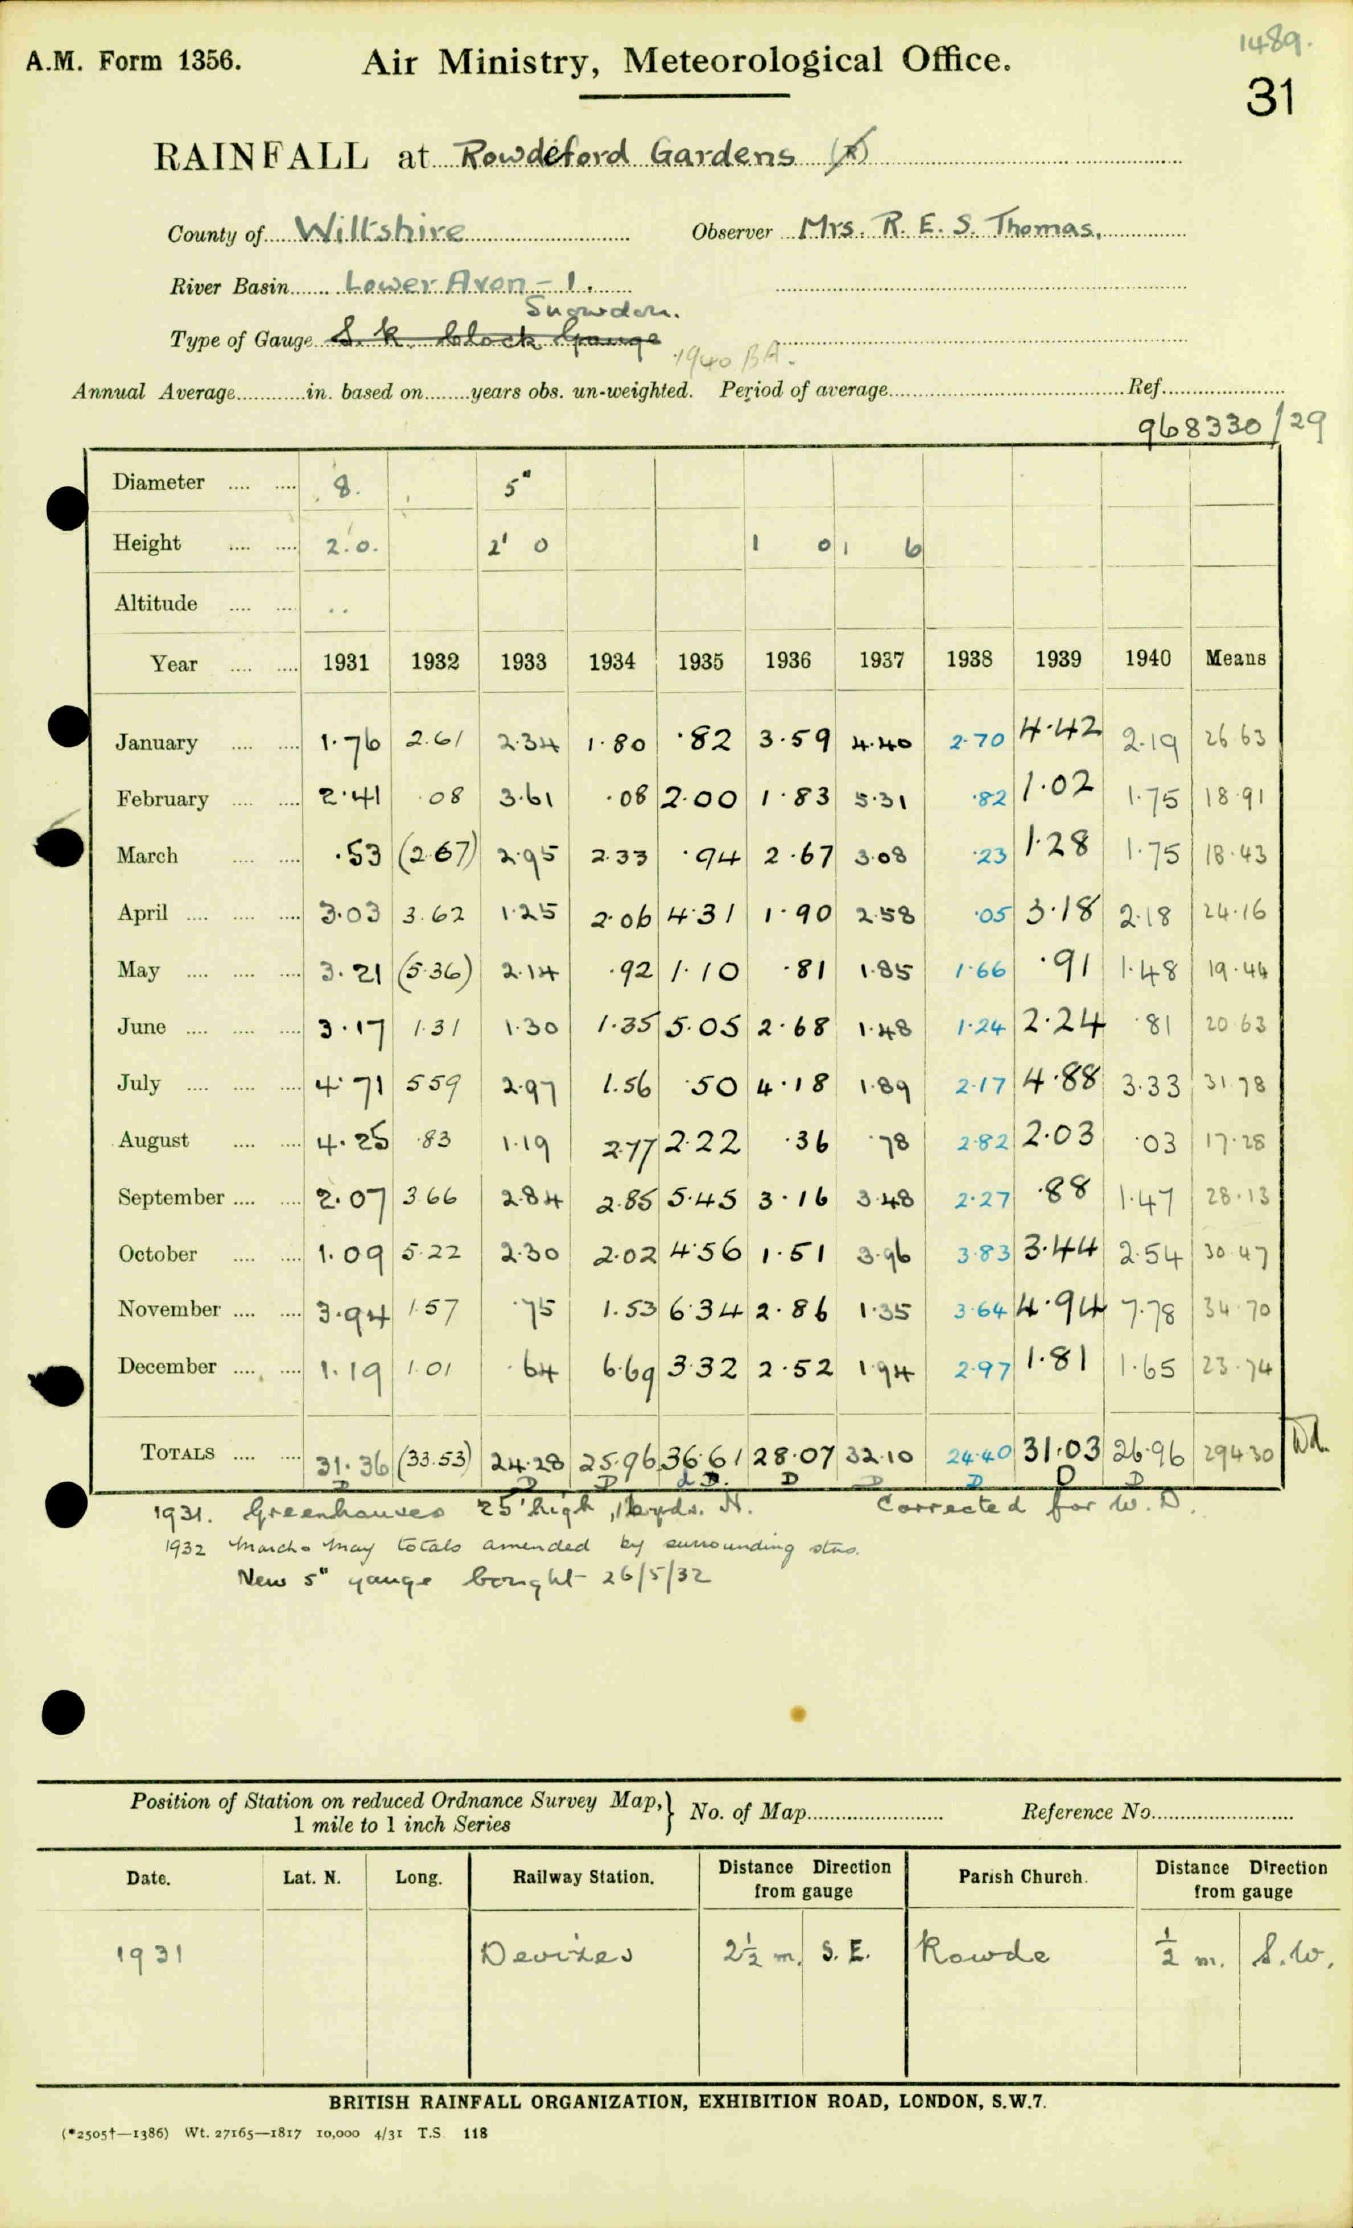 1489.
A.M. Form 1356. Air Ministry, Meteorological Office.
31
RAINFALL at Rowdeford Gardens
County of Wiltshire Observer Mrs. R. E. S. Thomas.
River Basin Lower Avon - 1.
Snowdon.
Type of Gauge S. k. block Gauge
1940 BA.
Annual Average in. based on years obs. un-weighted. Period of average Ref.
968330/29
Diameter 8. 5"
Height 2.0. 2' 0 1 0 1 6
Altitude ..
Year 1931 1932 1933 1934 1935 1936 1937 1938 1939 1940 Means
January 1.76 2.61 2.34 1.80 .82 3.59 4.40 2.70 4.42 2.19 26 63
February 2.41 .08 3.61 .08 2.00 1.83 5.31 .82 1.02 1.75 18.91
March .53 (2.67) 2.95 2.33 .94 2.67 3.08 .23 1.28 1.75 18.43
April 3.03 3.62 1.25 2.06 4.31 1.90 2.58 .05 3.18 2.18 24.16
May 3.21 (5.36) 2.14 .92 1.10 .81 1.85 1.66 .91 1.48 19.44
June 3.17 1.31 1.30 1.35 5.05 2.68 1.48 1.24 2.24 .81 20 63
July 4.71 5 59 2.97 1.56 .50 4.18 1.89 2.17 4.88 3.33 31.78
August 4.25 .83 1.19 2.77 2.22 .36 .78 2.82 2.03 .03 17.28
September 2.07 3 66 2.84 2.85 5.45 3.16 3.48 2.27 .88 1.47 28.13
October 1.09 5.22 2.30 2.02 4.56 1.51 3.96 3.83 3.44 2.54 30 47
November 3.94 1.57 .75 1.53 6.34 2.86 1.35 3.64 4.94 7.78 34.70
December 1.19 1.01 .64 6.69 3.32 2.52 1.94 2.97 1.81 1.65 23.74
TOTALS 31.36 (33.53) 24.28 25.96 36.61 28.07 32.10 24.40 31.03 26.96 294.30 Wd.
D D D d D. D D D D D
1931. Greenhouses 25' high, yds. N. Corrected for W. D.
1932 March & May totals amended by surrounding stns.
New 5" gauge bought 26/5/32
Position of Station on reduced Ordnance Survey Map, } No. of Map Reference No.
1 mile to 1 inch Series
Date. Lat. N. Long. Railway Station. Distance Direction from gauge Parish Church. Distance Direction from gauge
1931 Devizes 2½ m. S. E. Rowde ½ m. S.W.
BRITISH RAINFALL ORGANIZATION, EXHIBITION ROAD, LONDON, S.W.7.
(*2505†—1386) Wt. 27165—1817 10,000 4/31 T.S. 118